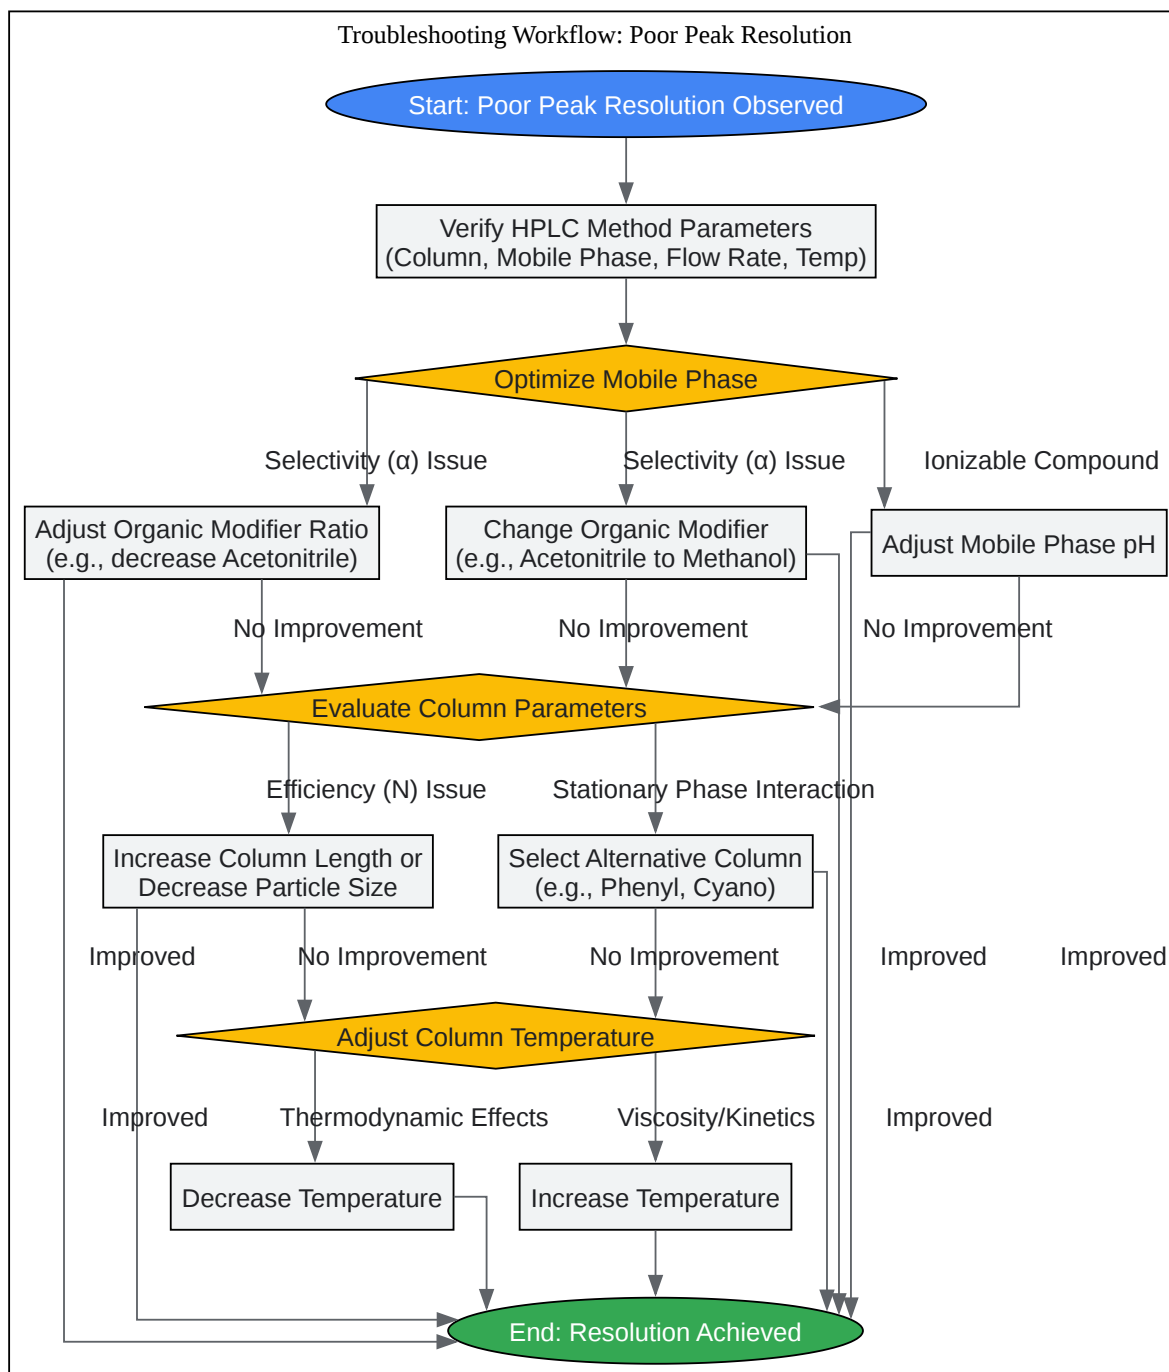 Troubleshooting Workflow: Poor Peak Resolution
Start: Poor Peak Resolution Observed
Verify HPLC Method Parameters
(Column, Mobile Phase, Flow Rate, Temp)
Optimize Mobile Phase
Selectivity (α) Issue
Selectivity (α) Issue
Ionizable Compound
Adjust Organic Modifier Ratio
(e.g., decrease Acetonitrile)
Change Organic Modifier
(e.g., Acetonitrile to Methanol)
Adjust Mobile Phase pH
No Improvement
No Improvement
No Improvement
Evaluate Column Parameters
Efficiency (N) Issue
Stationary Phase Interaction
Increase Column Length or
Decrease Particle Size
Select Alternative Column
(e.g., Phenyl, Cyano)
Improved
No Improvement
No Improvement
Improved
Improved
Adjust Column Temperature
Improved
Thermodynamic Effects
Viscosity/Kinetics
Improved
Decrease Temperature
Increase Temperature
End: Resolution Achieved